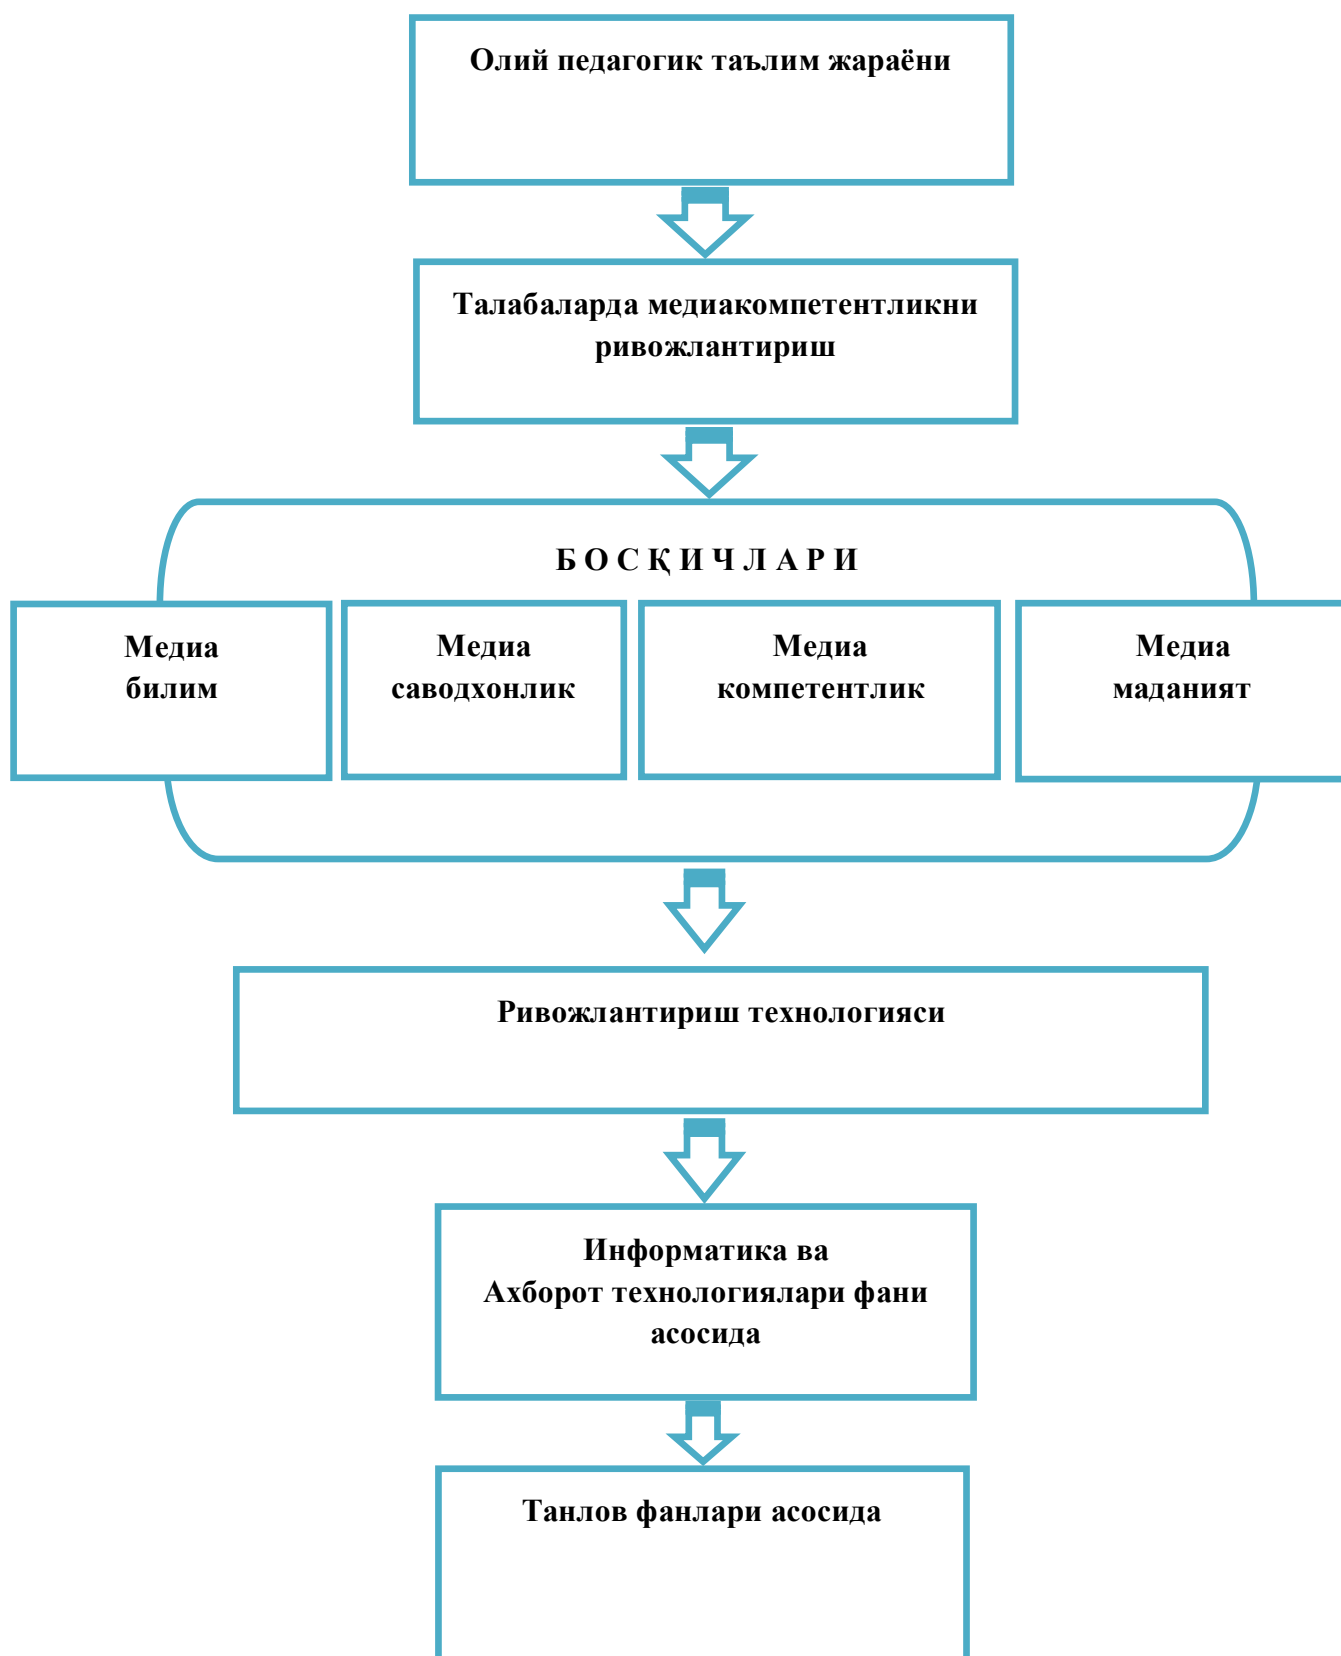 Олий педагогик таълим жараёни
Талабаларда медиакомпетентликни
ривожлантириш
Б О С Қ И Ч Л А Р И
Медиа
билим
Медиа
саводхонлик
Медиа
компетентлик
Медиа
маданият
Ривожлантириш технологияси
Информатика ва
Ахборот технологиялари фани
асосида
Танлов фанлари асосида